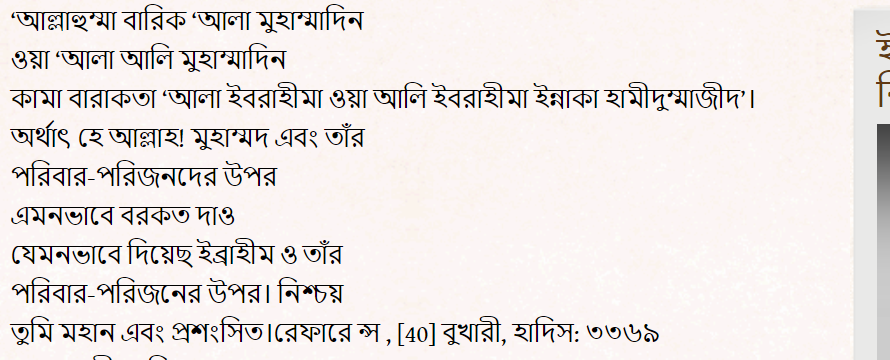 ‘আল্লাহুম্মা বারিক ‘আলা মুহাম্মাদিন
ওয়া ‘আলা আলি মুহাম্মাদিন
কামা বারাকতা ‘আলা ইবরাহীমা ওয়া আলি ইবরাহীমা ইন্নাকা হামীদুম্মাজীদ’।
অর্থাৎ হে আল্লাহ! মুহাম্মদ এবং তাঁর
পরিবার-পরিজনদের উপর
এমনভাবে বরকত দাও
যেমনভাবে দিয়েছ ইব্রাহীম ও তাঁর
পরিবার-পরিজনের উপর। নিশ্চয়
তুমি মহান এবং প্রশংসিত।রেফারে ন্স , [40] বুখারী, হাদিস: ৩৩৬৯